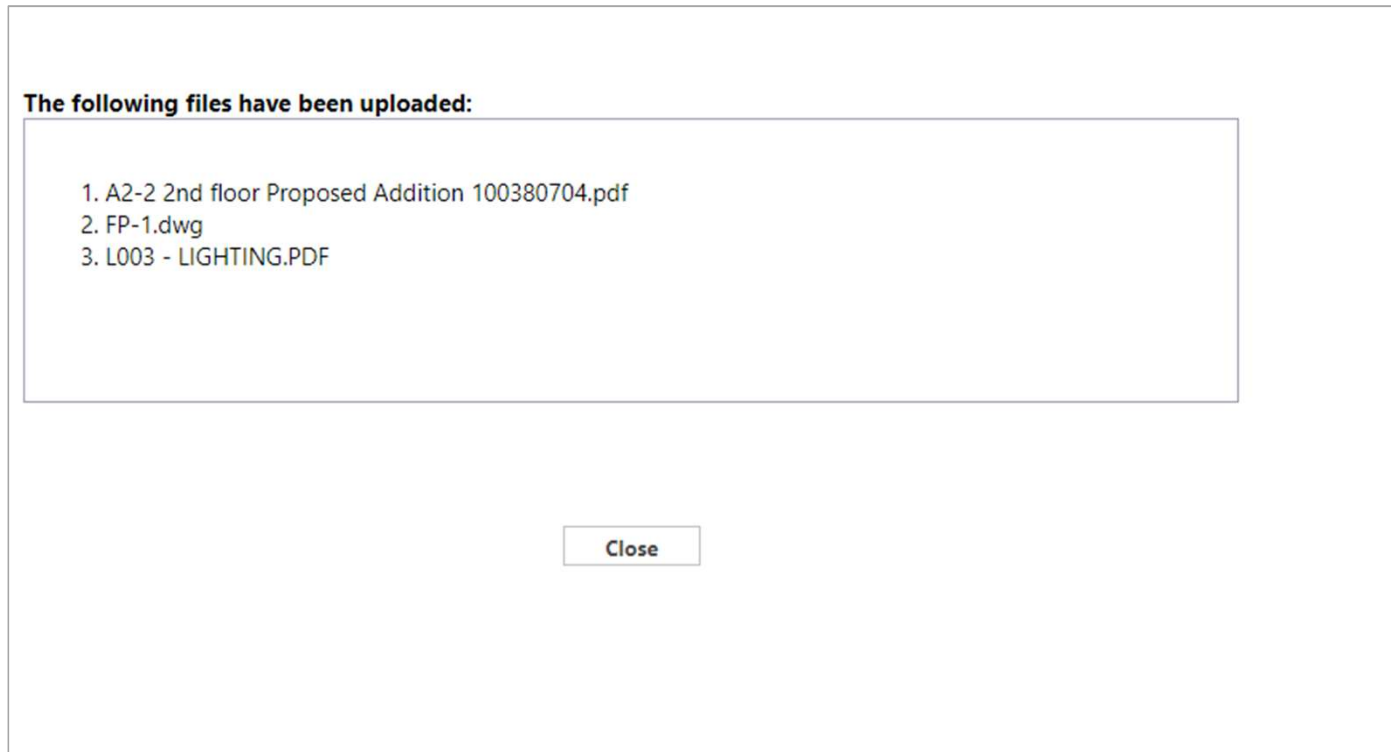 The following files have been uploaded:
1. A2-2 2nd floor Proposed Addition 100380704.pdf
2. FP-1.dwg
3. L003 - LIGHTING.PDF
Close